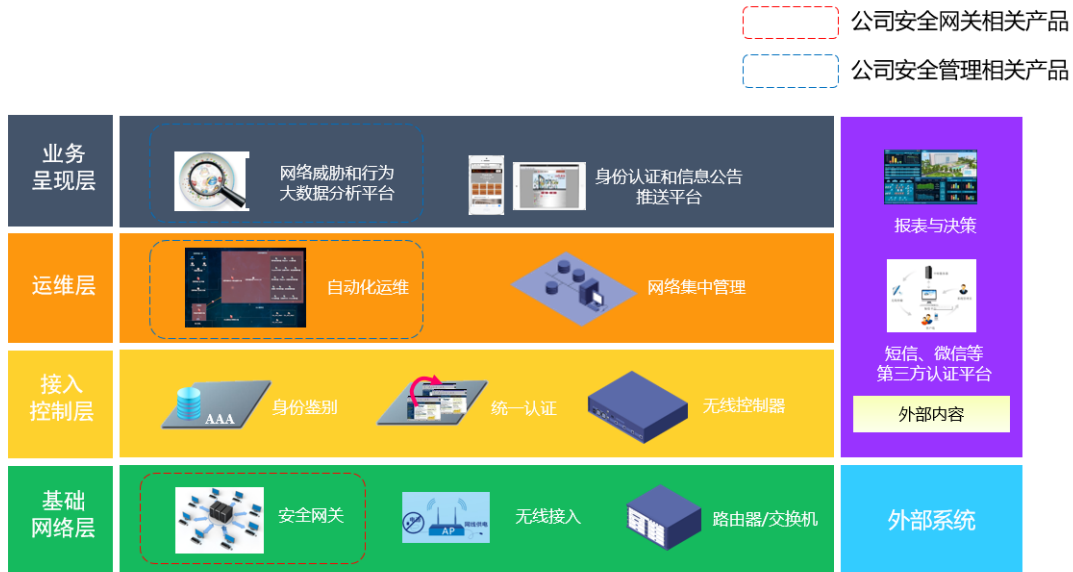 公司安全网关相关产品
公司安全管理相关产品
业务
呈现层
网络威胁和行为
大数据分析平台
身份认证和信息公告
推送平台
报表与决策
运维层
自动化运维
网络集中管理
短信、微信等
第三方认证平台
外部内容
接入
控制层
AAA
身份鉴别
统一认证
无线控制器
基础
网络层
安全网关
AP
无线接入
路由器/交换机
外部系统